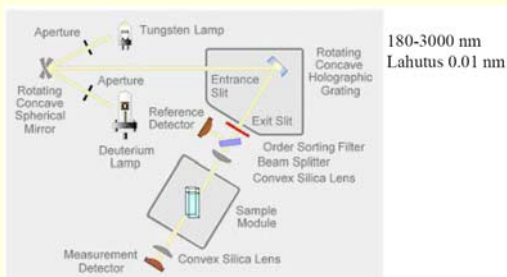 Aperture
Tungsten Lamp
180-3000 nm
Lahutus 0.01 nm
Rotating
Concave
Holographic
Grating
Aperture
Entrance
Slit
Rotating
Concave
Spherical
Mirror
Reference
Detector
Exit Slit
Deuterium
Lamp
Order Sorting Filter
Beam Splitter
Convex Silica Lens
Sample
Module
Measurement
Detector
Convex Silica Lens